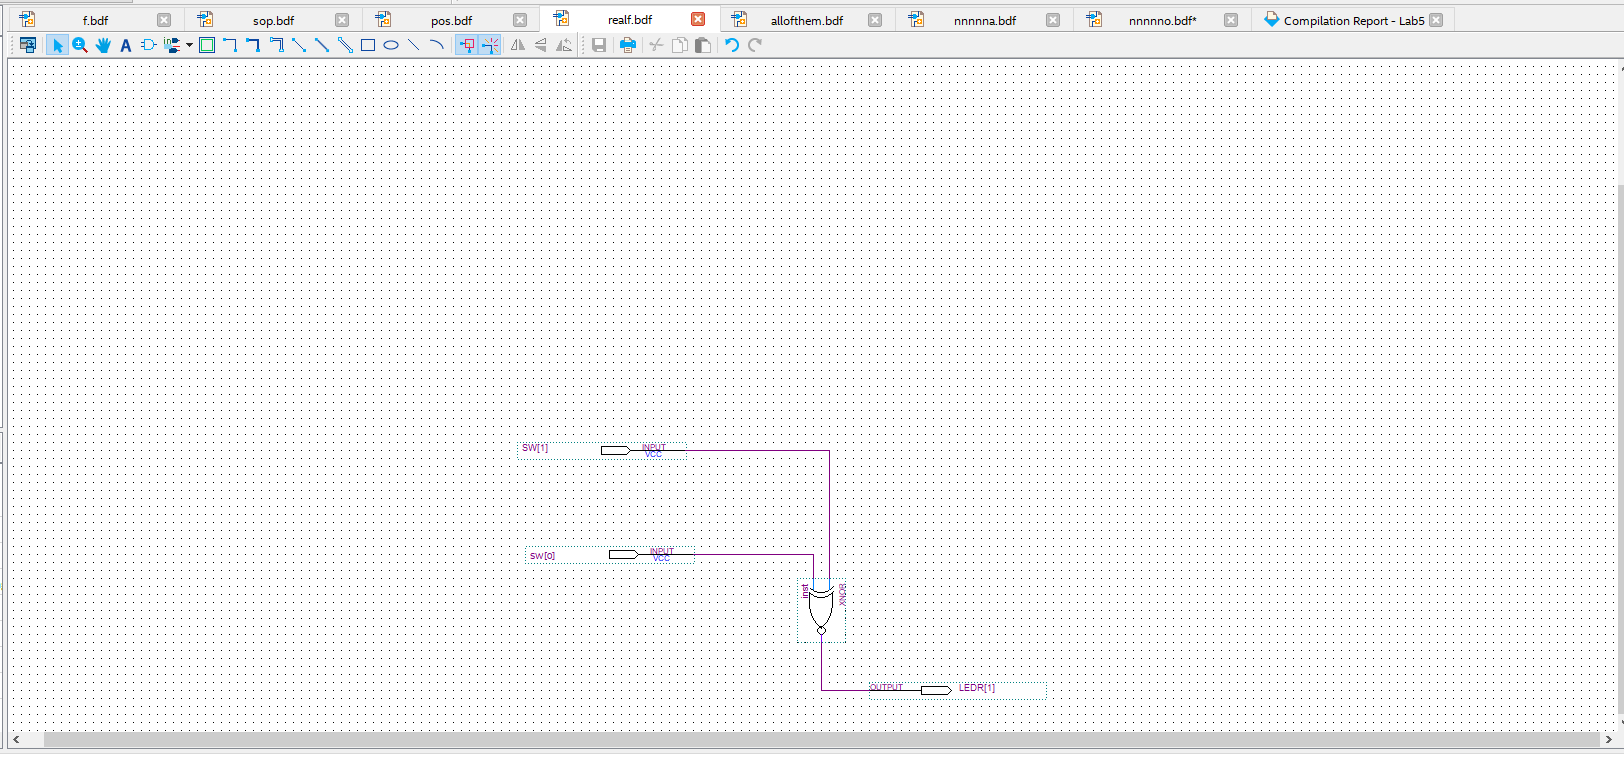 f.bdf
sop.bdf
pos.bdf
realf.bdf
allofthem.bdf
nnnnna.bdf
nnnnno.bdf*
Compilation Report - Lab5
A
SW[1]
INPUT
VCC
SW[0]
INPUT
VCC
inst
XNOR
OUTPUT
LEDR[1]